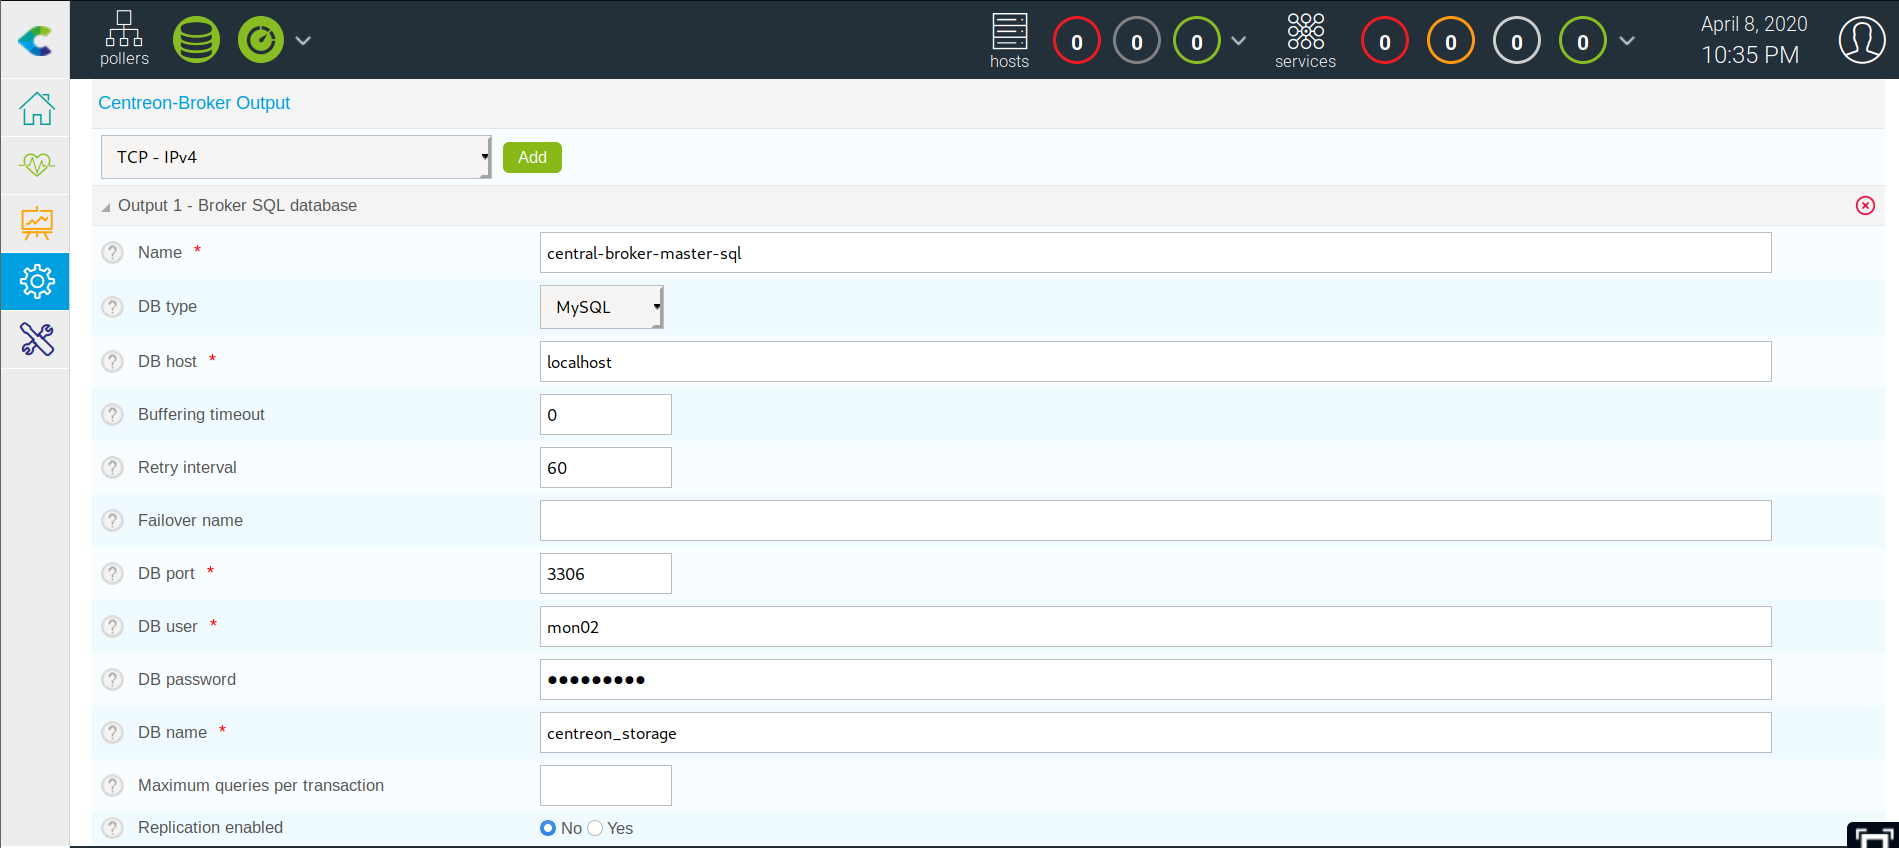 pollers
hosts
0
0
0
services
0
0
0
0
April 8, 2020
10:35 PM
Centreon-Broker Output
TCP - IPv4
Add
Output 1 - Broker SQL database
? Name * central-broker-master-sql
? DB type MySQL
? DB host * localhost
? Buffering timeout 0
? Retry interval 60
? Failover name
? DB port * 3306
? DB user * mon02
? DB password •••••••••
? DB name * centreon_storage
? Maximum queries per transaction
? Replication enabled No Yes